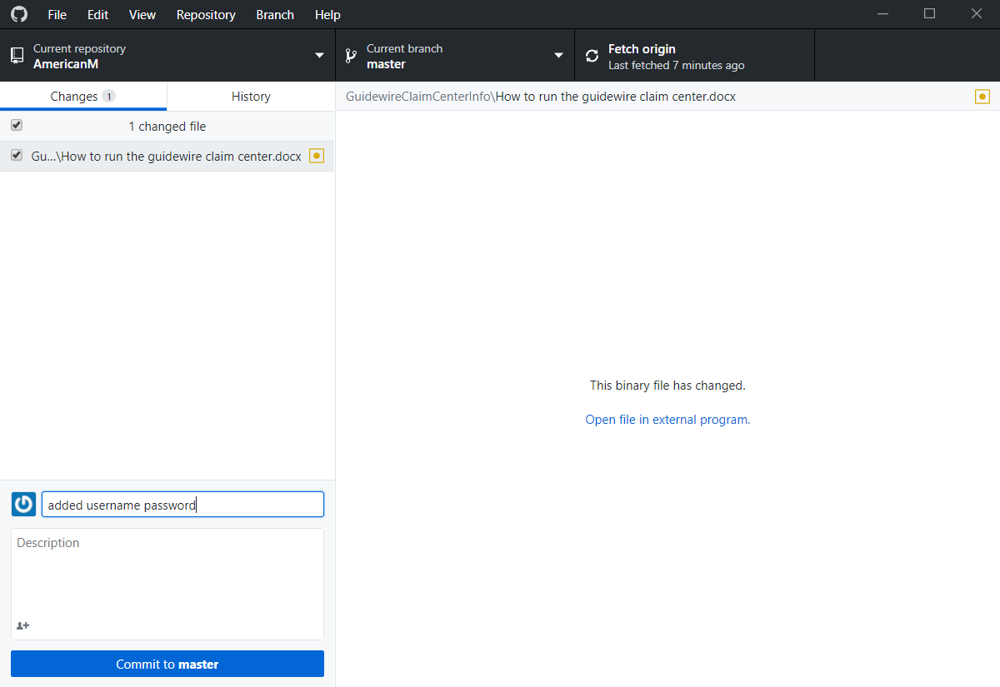 File Edit View Repository Branch Help
Current repository
AmericanM
Current branch
master
Fetch origin
Last fetched 7 minutes ago
Changes 1
History
GuidewireClaimCenterInfo\How to run the guidewire claim center.docx
1 changed file
Gu...\How to run the guidewire claim center.docx
This binary file has changed.
Open file in external program.
added username password
Description
Commit to master